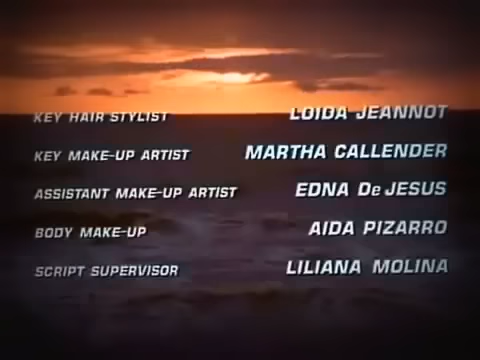 KEY HAIR STYLIST LOIDA JEANNOT
KEY MAKE-UP ARTIST MARTHA CALLENDER
ASSISTANT MAKE-UP ARTIST EDNA De JESUS
BODY MAKE-UP AIDA PIZARRO
SCRIPT SUPERVISOR LILIANA MOLINA